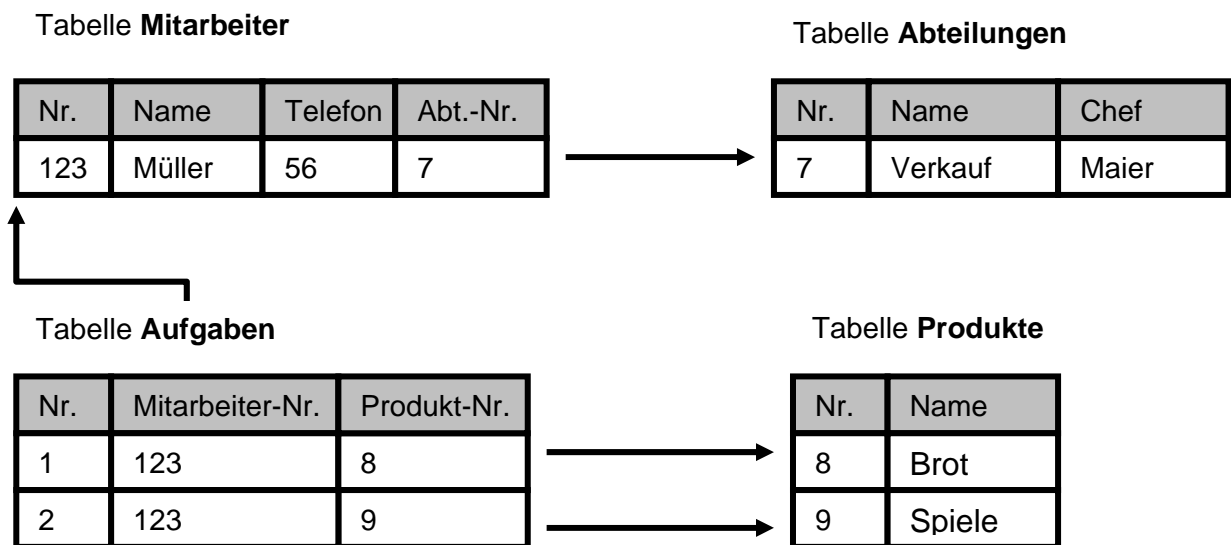 Tabelle Mitarbeiter
Nr. Name Telefon Abt.-Nr.
123 Müller 56 7
Tabelle Abteilungen
Nr. Name Chef
7 Verkauf Maier
Tabelle Aufgaben
Nr. Mitarbeiter-Nr. Produkt-Nr.
1 123 8
2 123 9
Tabelle Produkte
Nr. Name
8 Brot
9 Spiele